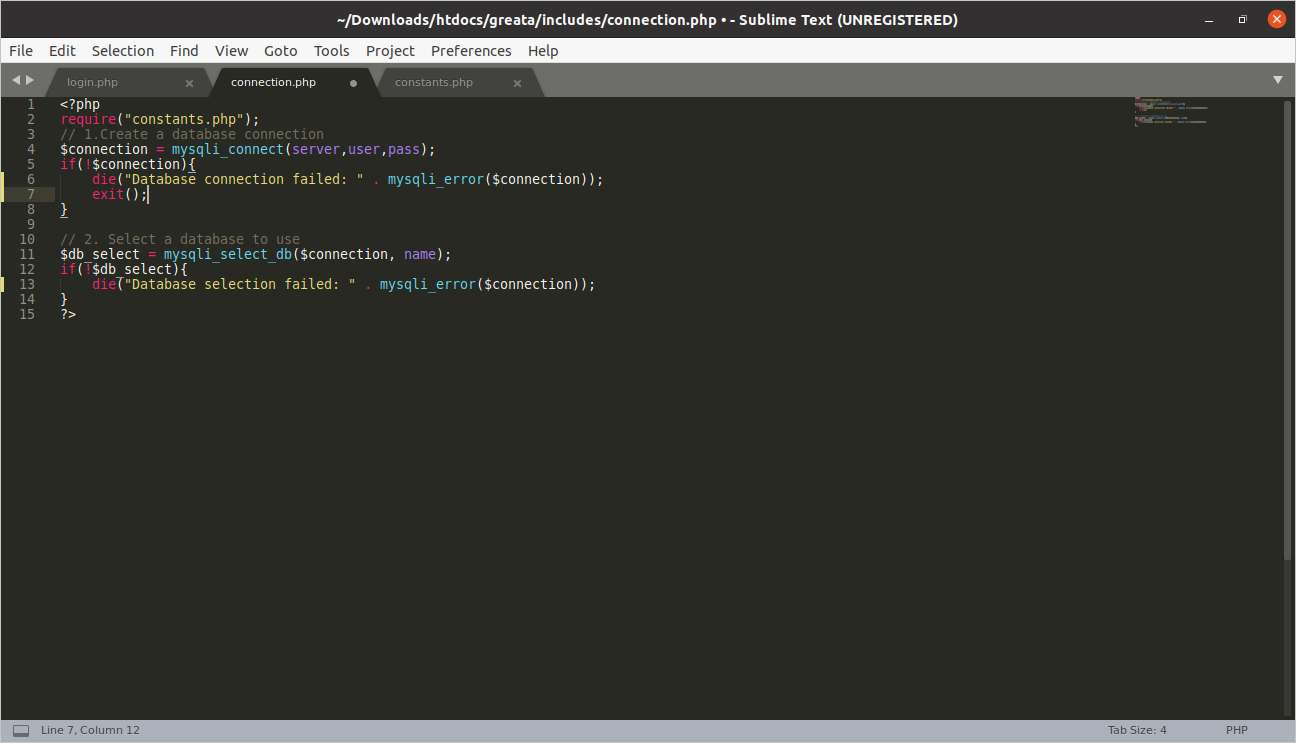 ~/Downloads/htdocs/greata/includes/connection.php • - Sublime Text (UNREGISTERED)
File Edit Selection Find View Goto Tools Project Preferences Help
login.php connection.php constants.php
1 <?php
2 require("constants.php");
3 // 1.Create a database connection
4 $connection = mysqli_connect(server,user,pass);
5 if(!$connection){
6     die("Database connection failed: " . mysqli_error($connection));
7     exit();
8 }
9
10 // 2. Select a database to use
11 $db_select = mysqli_select_db($connection, name);
12 if(!$db_select){
13     die("Database selection failed: " . mysqli_error($connection));
14 }
15 ?>
Line 7, Column 12 Tab Size: 4 PHP